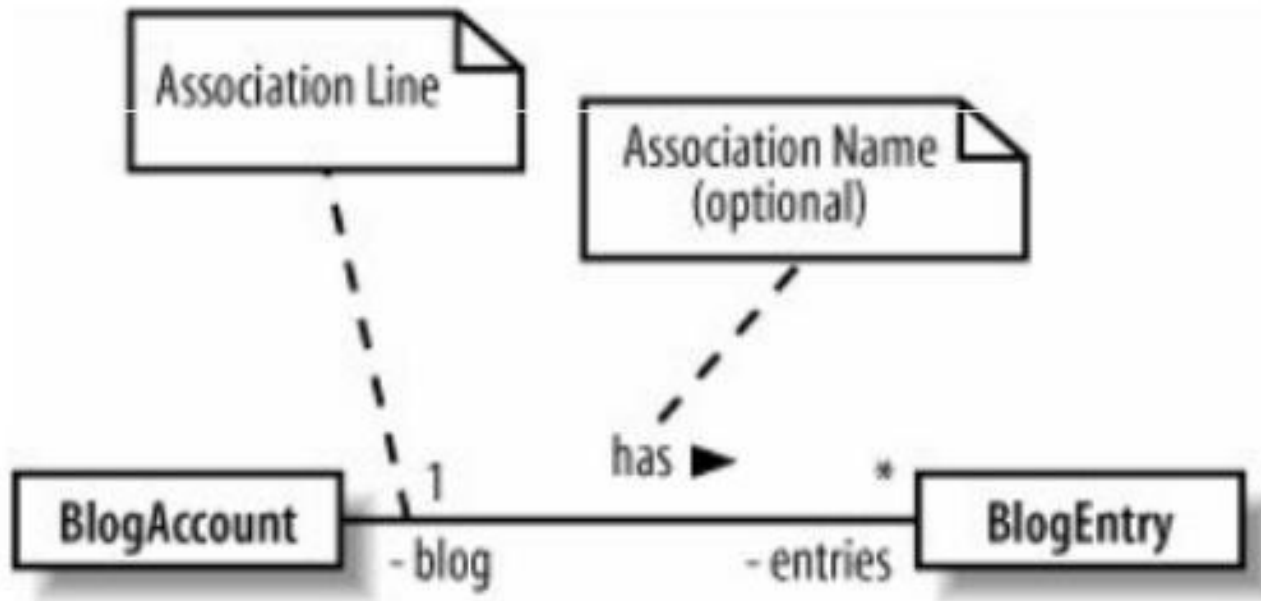 Association Line
Association Name
(optional)
has ►
1
*
BlogAccount
BlogEntry
- blog
- entries